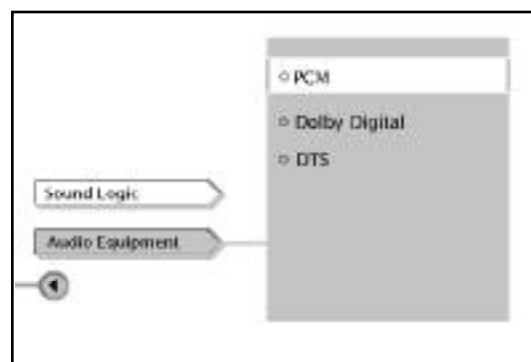 PCM
Dolby Digital
DTS
Sound Logic
Audio Equipment